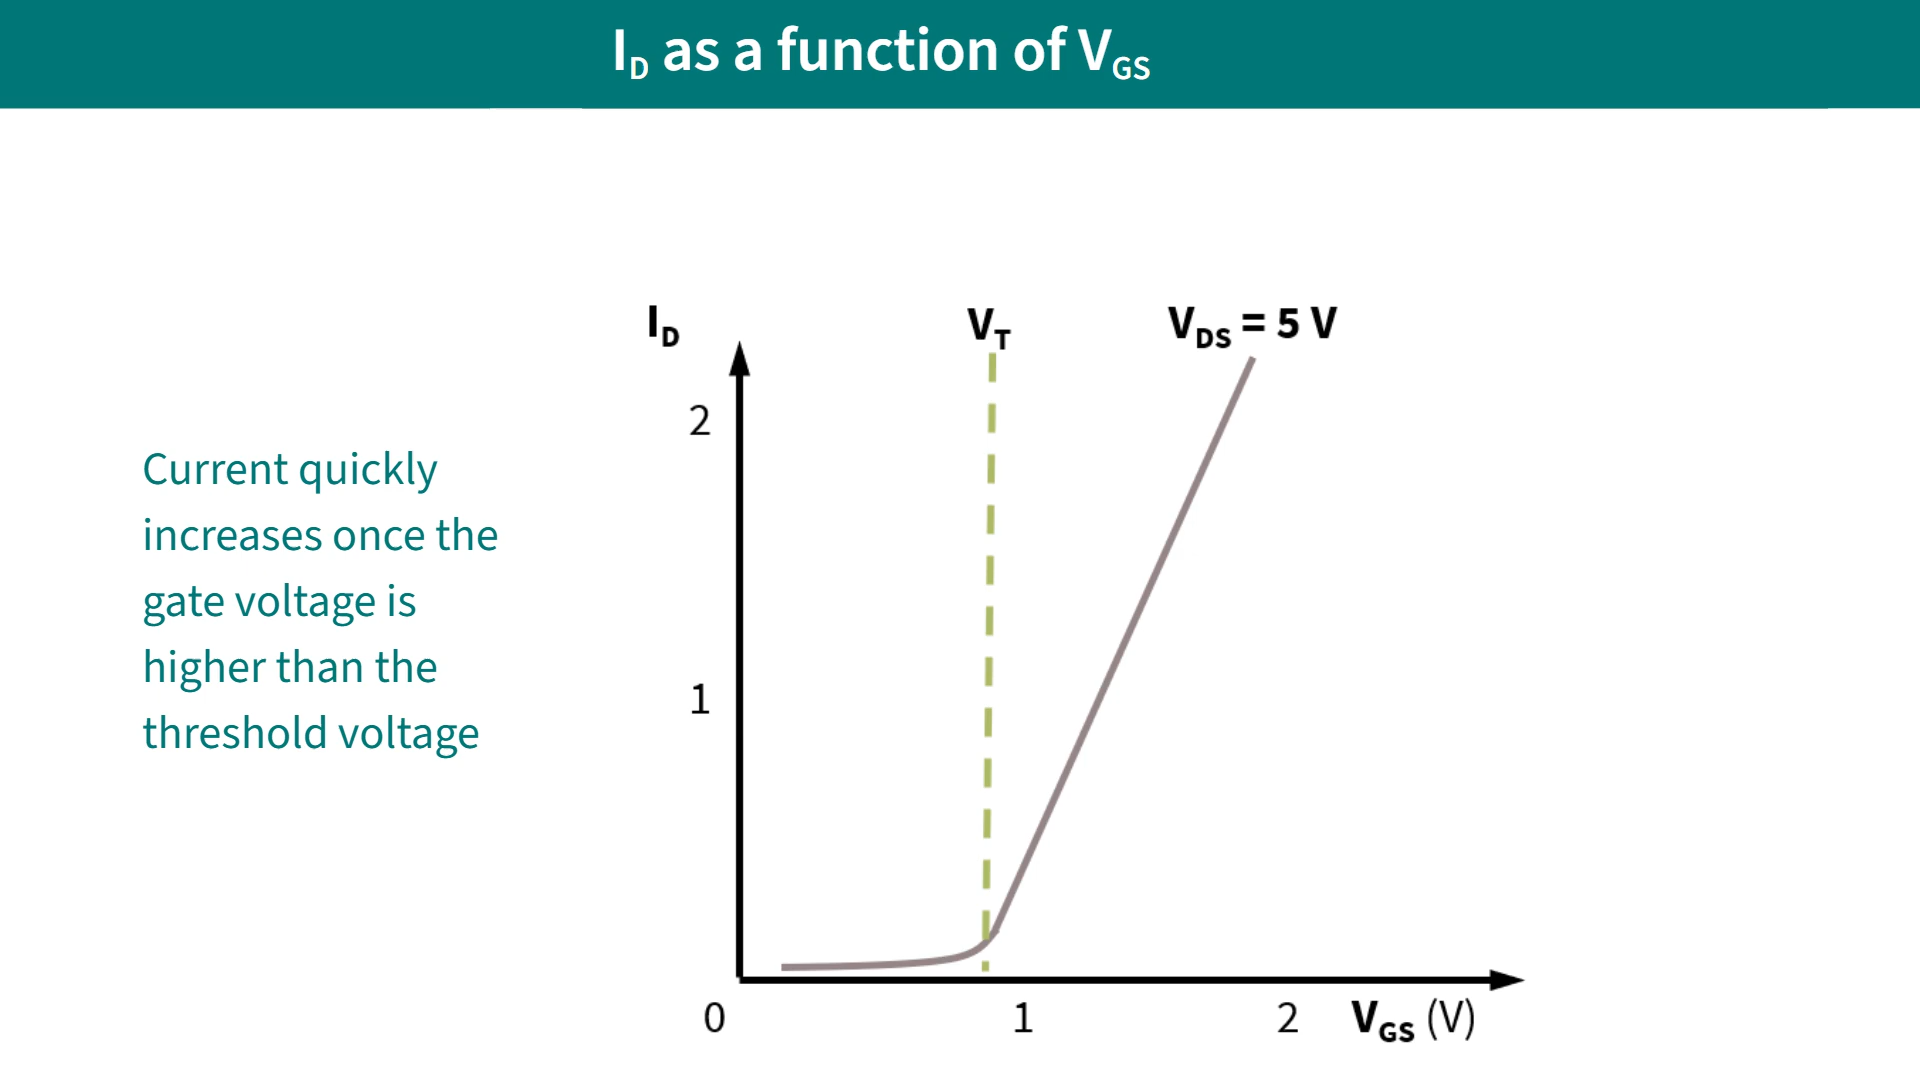 I_D as a function of V_GS
Current quickly
increases once the
gate voltage is
higher than the
threshold voltage
I_D
V_T
V_DS = 5 V
2
1
0
1
2
V_GS (V)